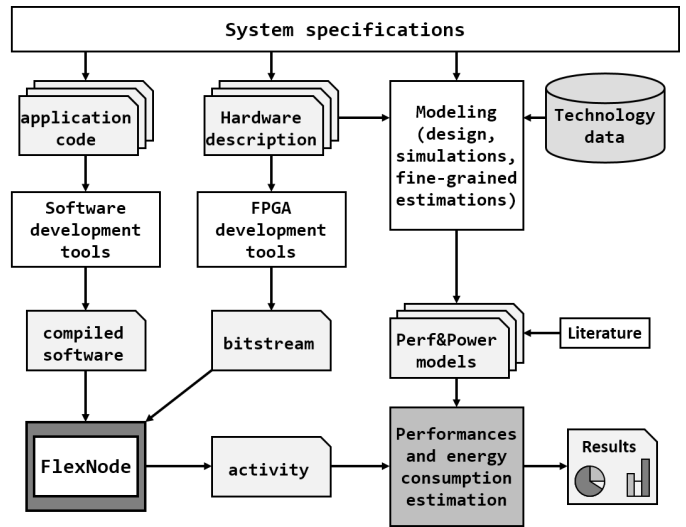 System specifications
application
code
Hardware
description
Modeling
(design,
simulations,
fine-grained
estimations)
Technology
data
Software
development
tools
FPGA
development
tools
compiled
software
bitstream
Perf&Power
models
Literature
FlexNode
activity
Performances
and energy
consumption
estimation
Results